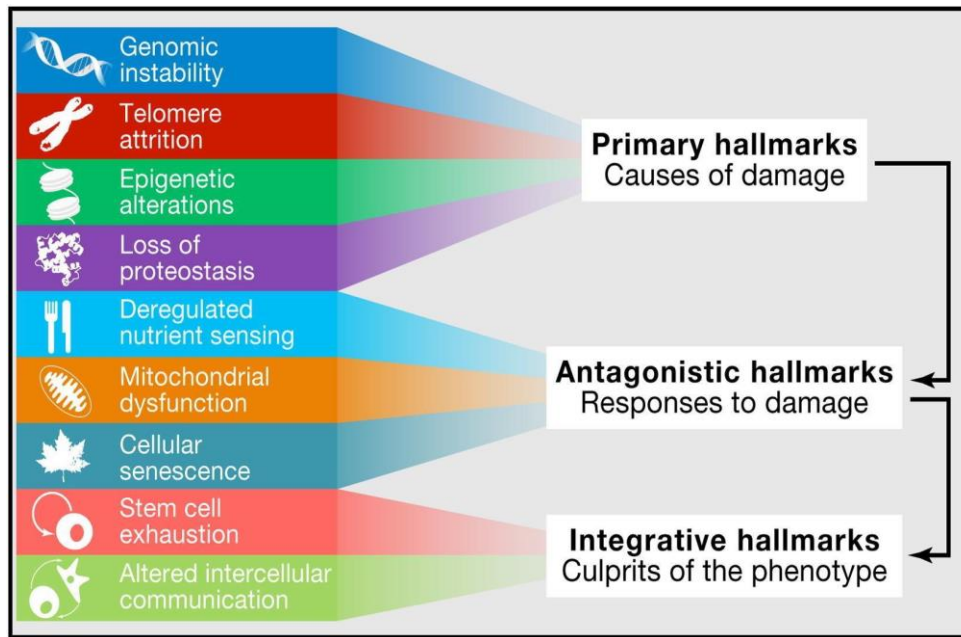 Genomic
instability
Telomere
attrition
Epigenetic
alterations
Loss of
proteostasis
Deregulated
nutrient sensing
Mitochondrial
dysfunction
Cellular
senescence
Stem cell
exhaustion
Altered intercellular
communication
Primary hallmarks
Causes of damage
Antagonistic hallmarks
Responses to damage
Integrative hallmarks
Culprits of the phenotype